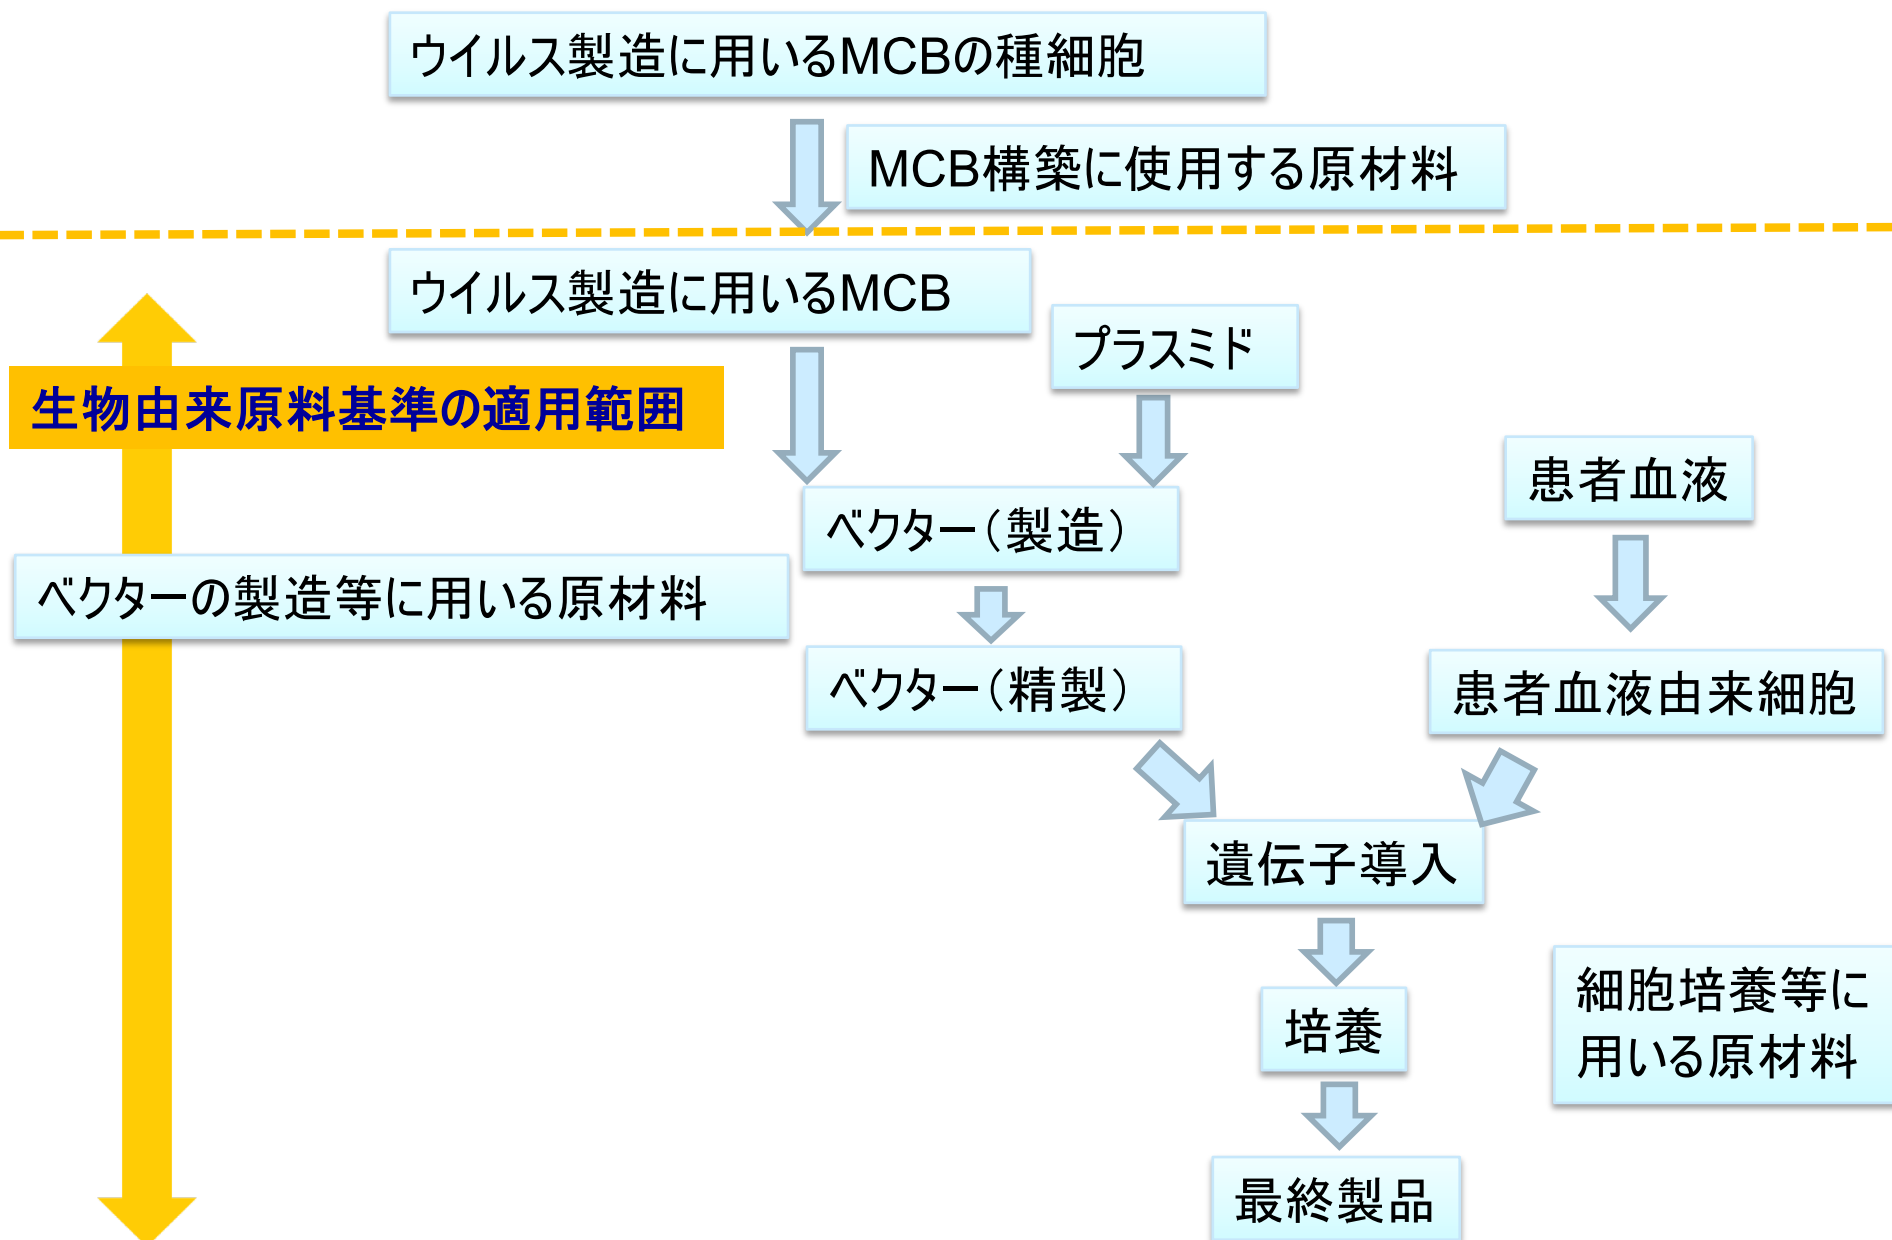 ウイルス製造に用いるMCBの種細胞
MCB構築に使用する原材料
ウイルス製造に用いるMCB
プラスミド
生物由来原料基準の適用範囲
患者血液
ベクター（製造）
ベクターの製造等に用いる原材料
ベクター（精製）
患者血液由来細胞
遺伝子導入
細胞培養等に
用いる原材料
培養
最終製品